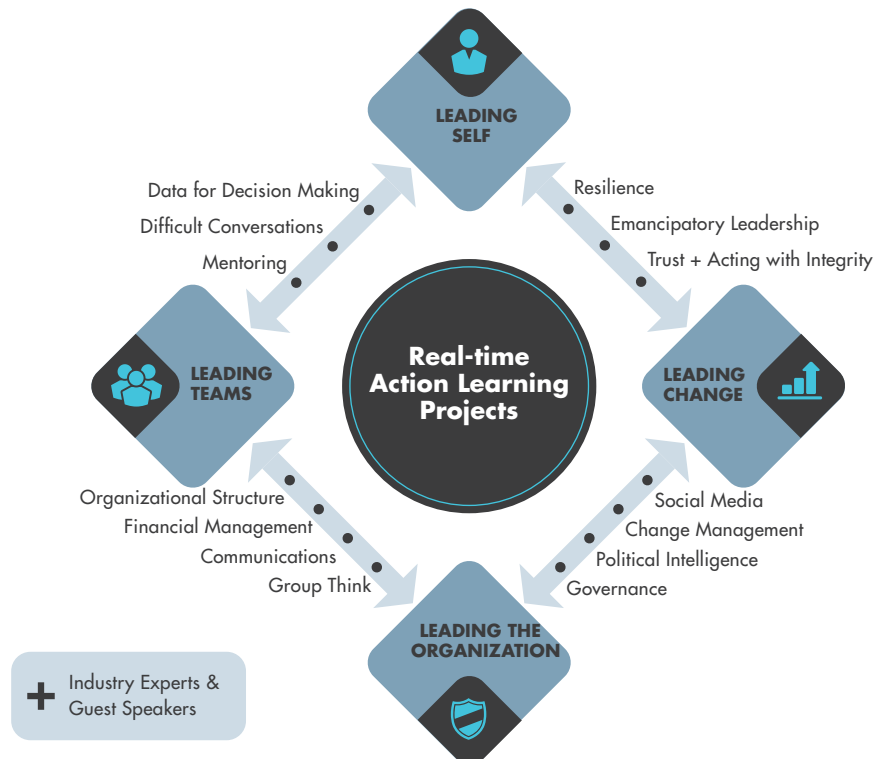 LEADING
SELF
Data for Decision Making
Difficult Conversations
Mentoring
Resilience
Emancipatory Leadership
Trust + Acting with Integrity
LEADING
TEAMS
Real-time
Action Learning
Projects
LEADING
CHANGE
Organizational Structure
Financial Management
Communications
Group Think
Social Media
Change Management
Political Intelligence
Governance
LEADING THE
ORGANIZATION
+ Industry Experts &
Guest Speakers